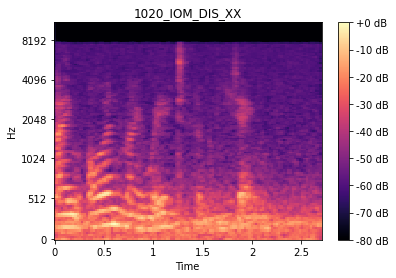 1020_IOM_DIS_XX
8192
4096
2048
1024
512
0
Hz
0
0.5
1
1.5
2
2.5
Time
+0 dB
-10 dB
-20 dB
-30 dB
-40 dB
-50 dB
-60 dB
-70 dB
-80 dB